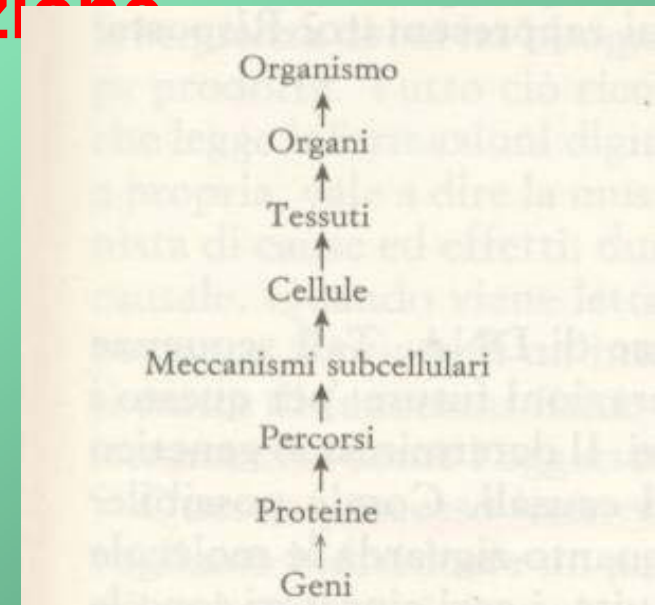 Organismo
Organi
Tessuti
Cellule
Meccanismi subcellulari
Percorsi
Proteine
Geni